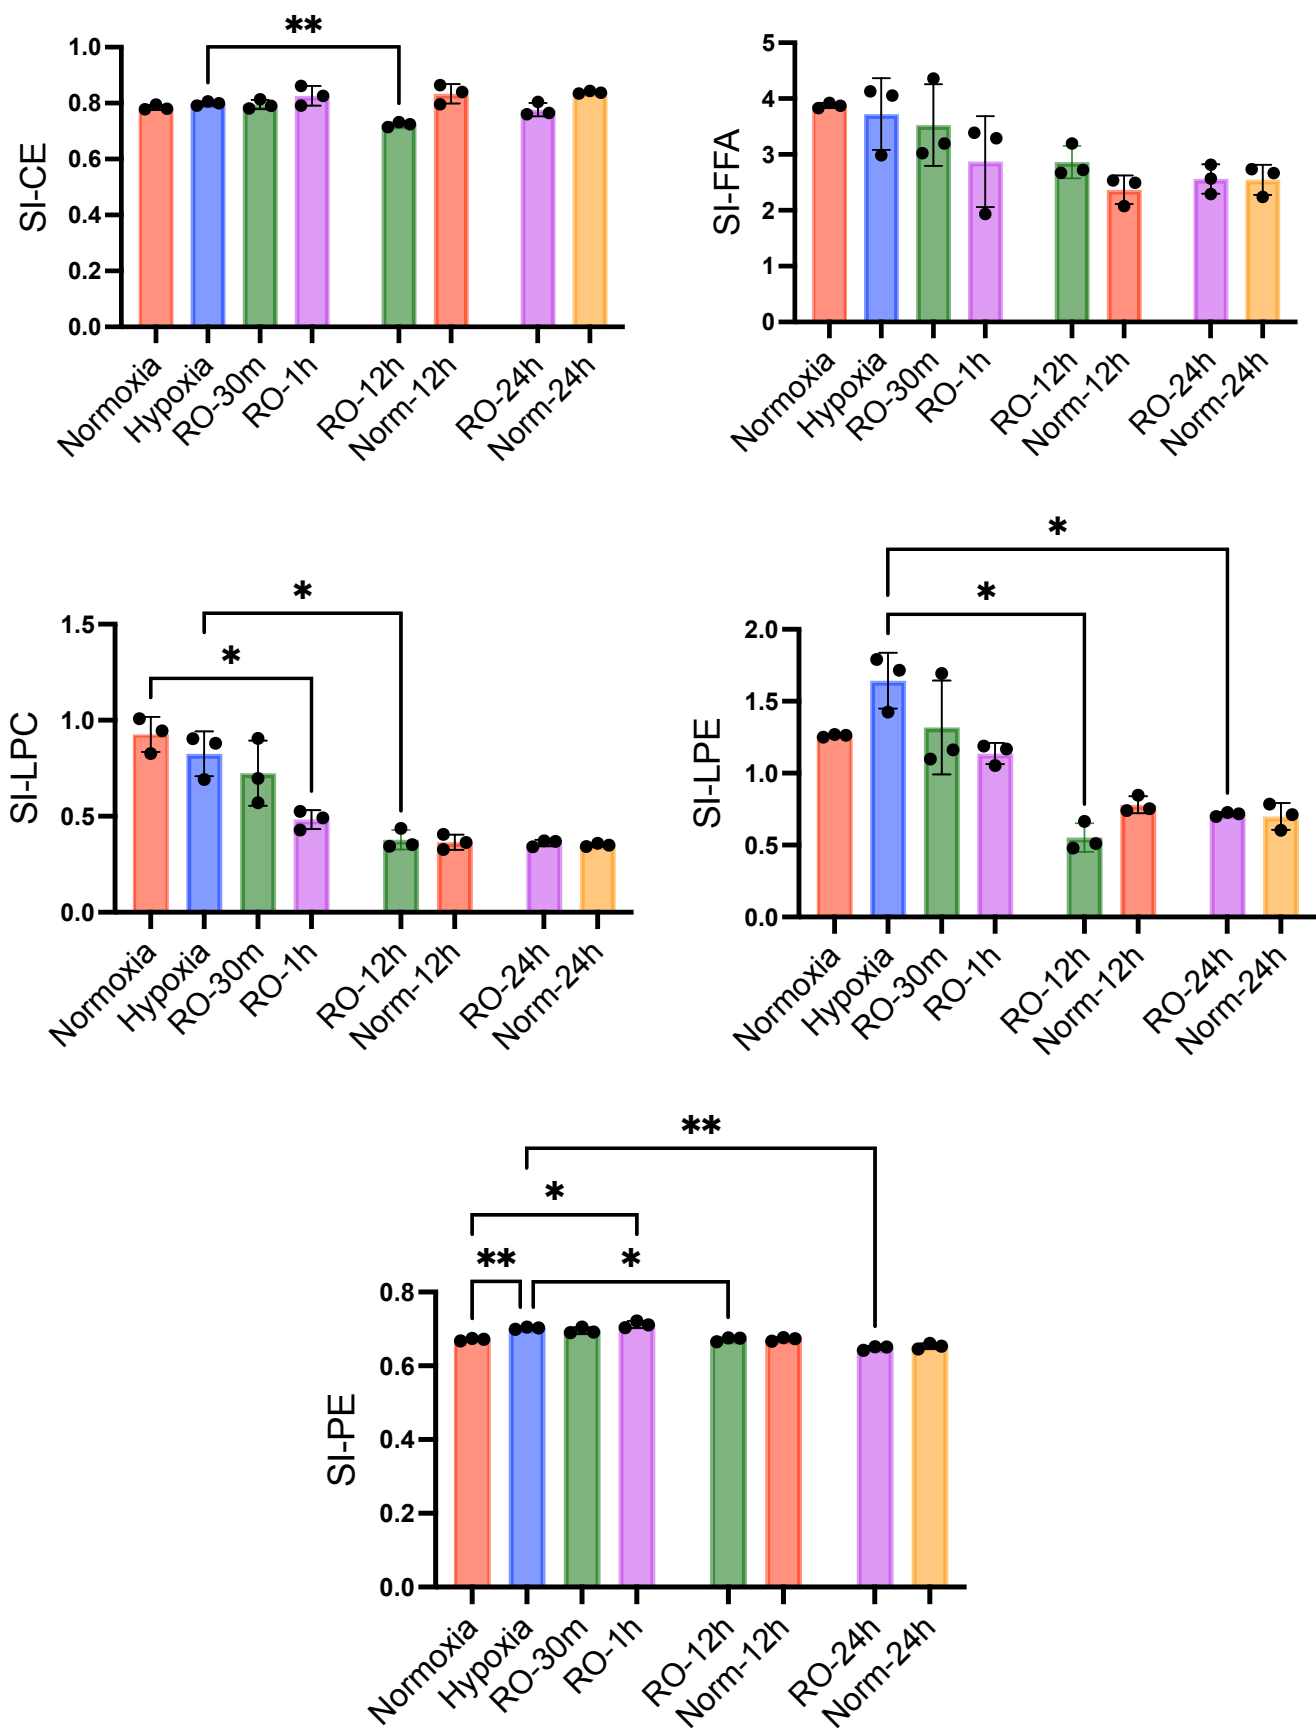 **
SI-CE
1.0
0.8
0.6
0.4
0.2
0.0
Normoxia
Hypoxia
RO-30m
RO-1h
RO-12h
Norm-12h
RO-24h
Norm-24h
SI-FFA
5
4
3
2
1
0
Normoxia
Hypoxia
RO-30m
RO-1h
RO-12h
Norm-12h
RO-24h
Norm-24h
*
*
SI-LPC
1.5
1.0
0.5
0.0
Normoxia
Hypoxia
RO-30m
RO-1h
RO-12h
Norm-12h
RO-24h
Norm-24h
*
*
SI-LPE
2.0
1.5
1.0
0.5
0.0
Normoxia
Hypoxia
RO-30m
RO-1h
RO-12h
Norm-12h
RO-24h
Norm-24h
**
*
**
*
SI-PE
0.8
0.6
0.4
0.2
0.0
Normoxia
Hypoxia
RO-30m
RO-1h
RO-12h
Norm-12h
RO-24h
Norm-24h